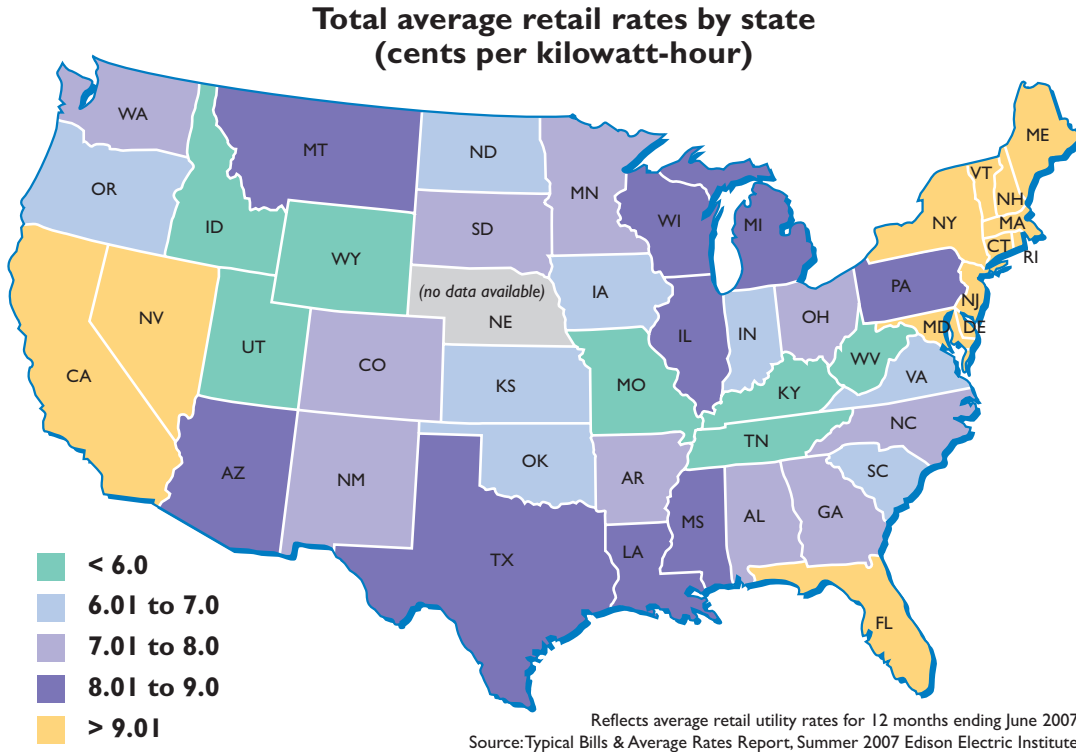 Total average retail rates by state
(cents per kilowatt-hour)
WA
MT
ND
MN
ME
VT
NH
OR
ID
SD
WI
MI
NY
MA
CT
RI
WY
(no data available)
NE
IA
PA
NJ
NV
UT
CO
IL
IN
OH
MD
DE
CA
KS
MO
WV
KY
VA
AZ
NM
OK
AR
TN
NC
SC
TX
LA
MS
AL
GA
FL
< 6.0
6.01 to 7.0
7.01 to 8.0
8.01 to 9.0
> 9.01
Reflects average retail utility rates for 12 months ending June 2007
Source: Typical Bills & Average Rates Report, Summer 2007 Edison Electric Institute